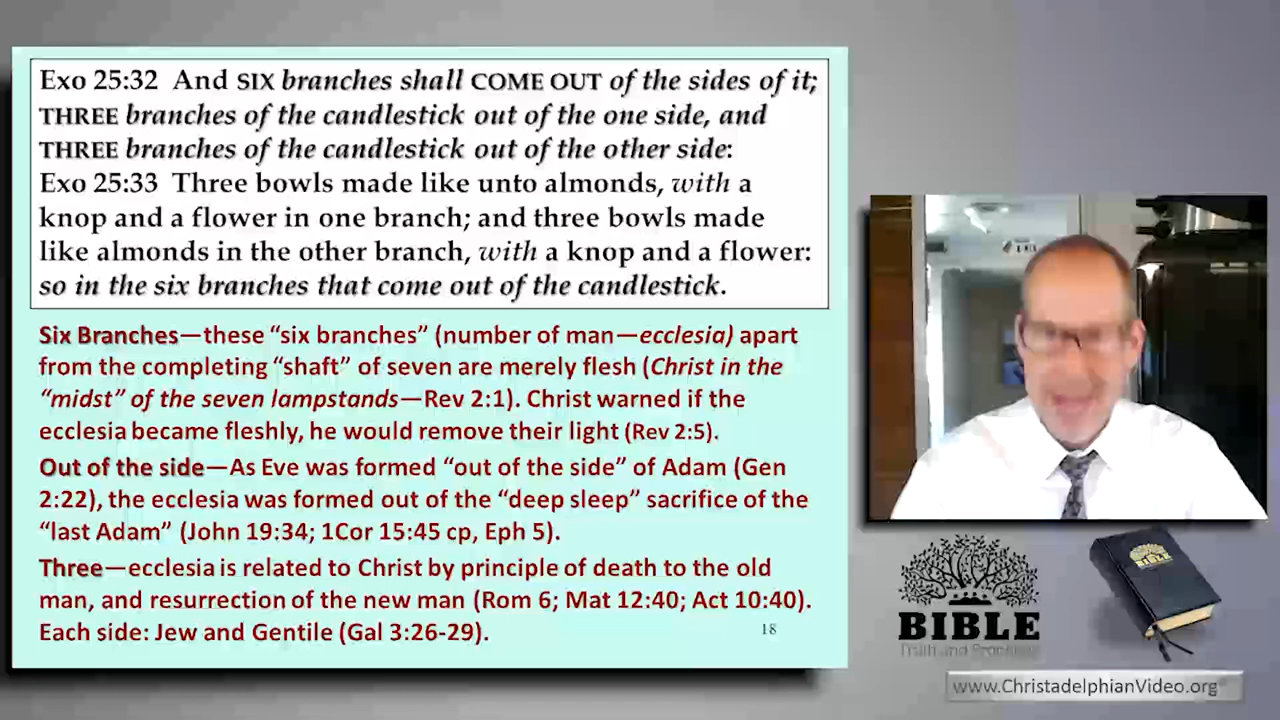 Exo 25:32 And SIX branches shall COME OUT of the sides of it;
THREE branches of the candlestick out of the one side, and
THREE branches of the candlestick out of the other side:
Exo 25:33 Three bowls made like unto almonds, with a
knop and a flower in one branch; and three bowls made
like almonds in the other branch, with a knop and a flower:
so in the six branches that come out of the candlestick.
Six Branches—these “six branches” (number of man—ecclesia) apart
from the completing “shaft” of seven are merely flesh (Christ in the
“midst” of the seven lampstands—Rev 2:1). Christ warned if the
ecclesia became fleshly, he would remove their light (Rev 2:5).
Out of the side—As Eve was formed “out of the side” of Adam (Gen
2:22), the ecclesia was formed out of the “deep sleep” sacrifice of the
“last Adam” (John 19:34; 1Cor 15:45 cp, Eph 5).
Three—ecclesia is related to Christ by principle of death to the old
man, and resurrection of the new man (Rom 6; Mat 12:40; Act 10:40).
Each side: Jew and Gentile (Gal 3:26-29).
18
BIBLE
Truth and Prophecy
BIBLE
www.ChristadelphianVideo.org